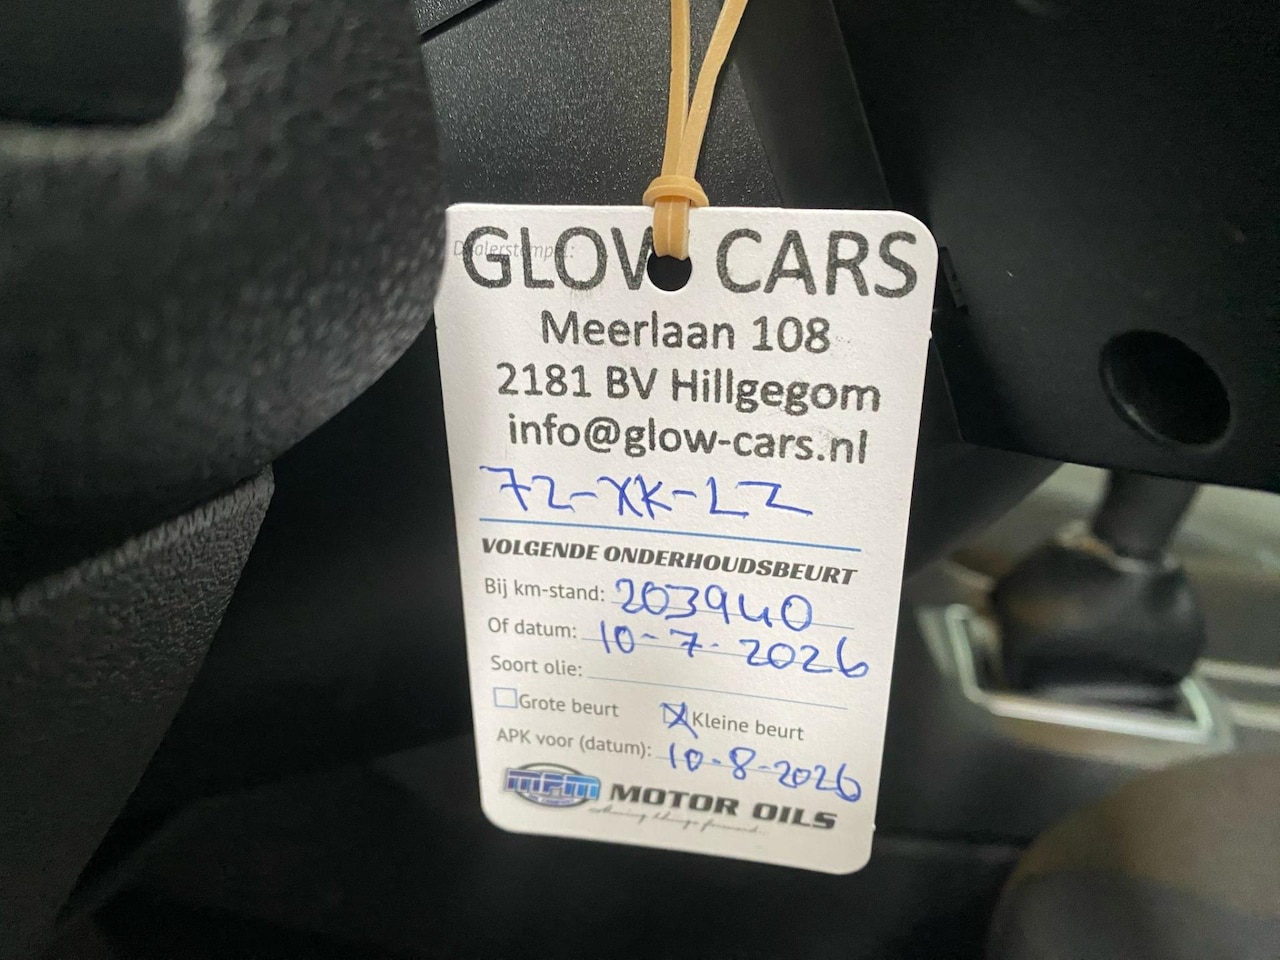 Dealerstempel:
GLOW CARS
Meerlaan 108
2181 BV Hillgegom
info@glow-cars.nl
72-XK-LZ
VOLGENDE ONDERHOUDSBEURT
Bij km-stand: 203940
Of datum: 10-7-2026
Soort olie:
Grote beurt Kleine beurt
APK voor (datum): 10-8-2026
MPM MOTOR OILS